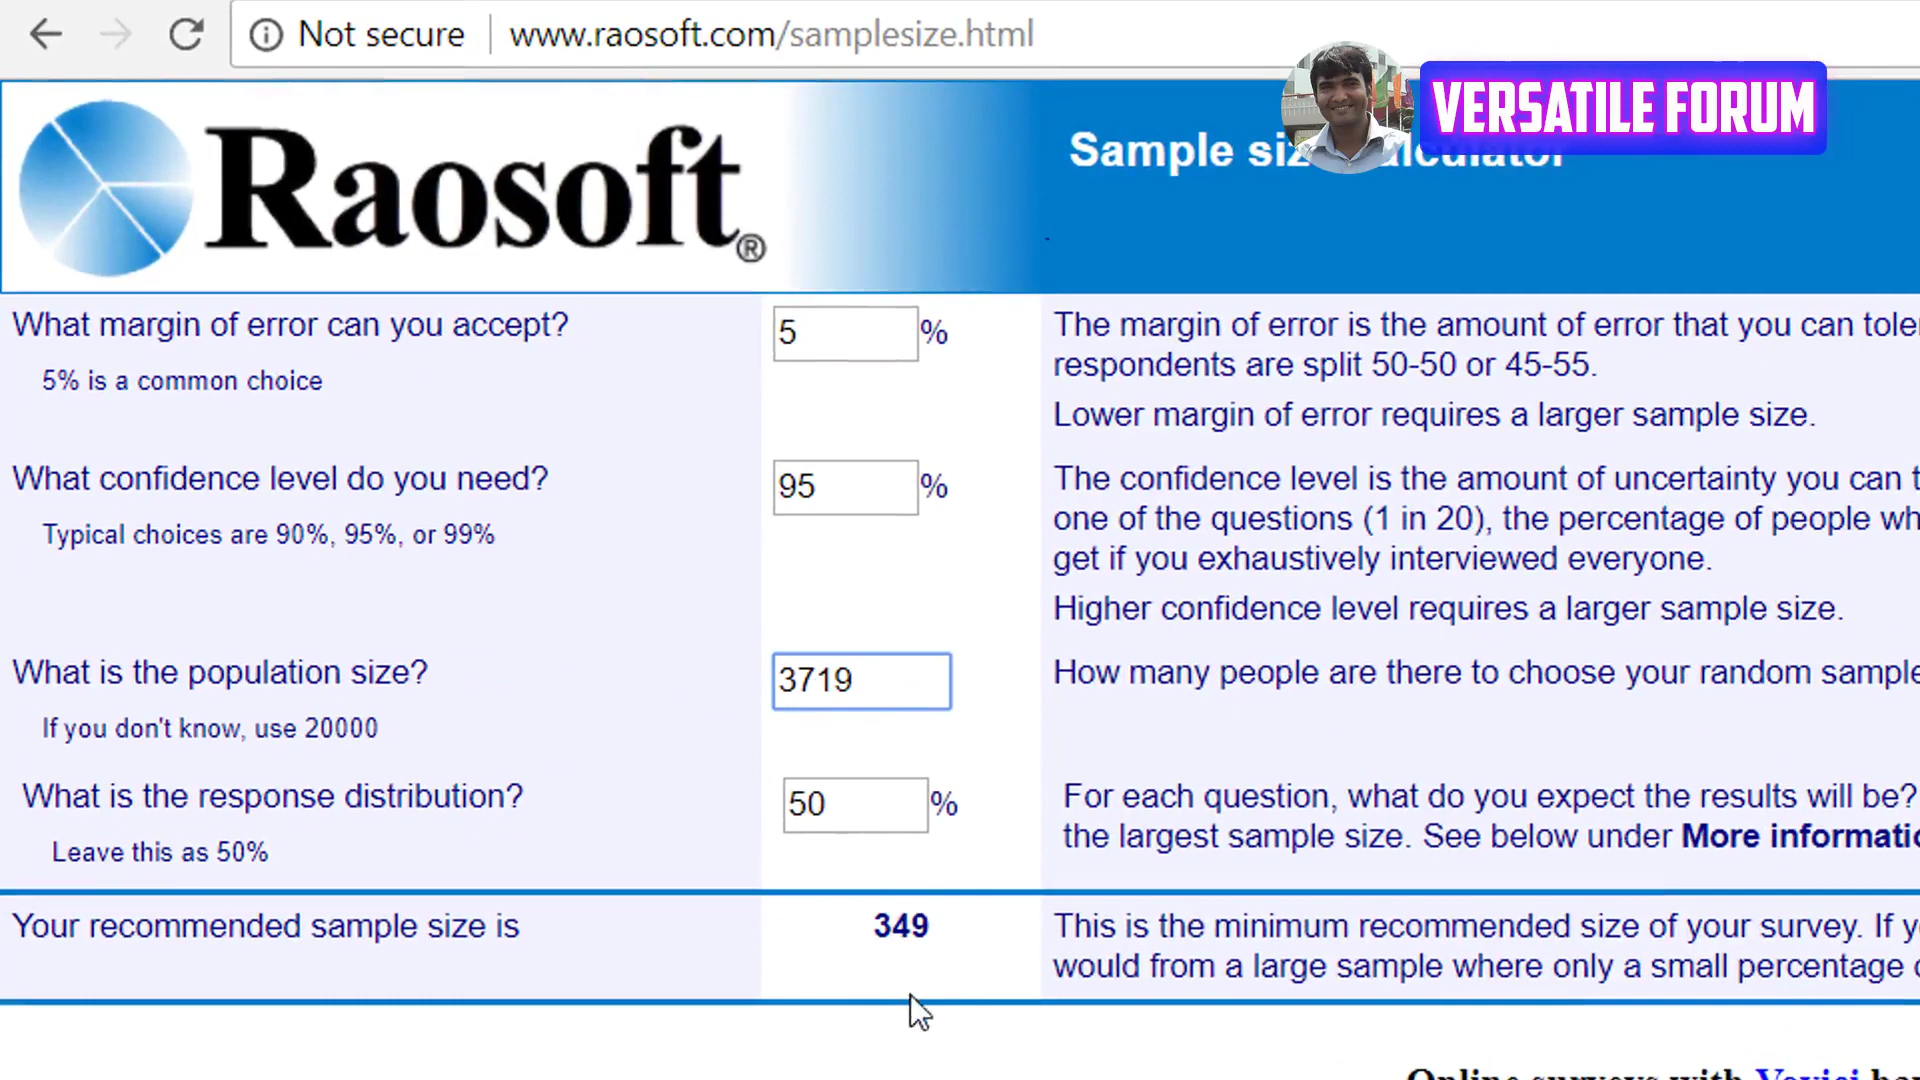 Not secure
www.raosoft.com/samplesize.html
VERSATILE FORUM
Raosoft®
Sample size calculator
What margin of error can you accept?
5 %
5% is a common choice
The margin of error is the amount of error that you can
respondents are split 50-50 or 45-55.
Lower margin of error requires a larger sample size.
What confidence level do you need?
95 %
Typical choices are 90%, 95%, or 99%
The confidence level is the amount of uncertainty you can
one of the questions (1 in 20), the percentage of people
get if you exhaustively interviewed everyone.
Higher confidence level requires a larger sample size.
What is the population size?
3719
If you don't know, use 20000
How many people are there to choose your random
What is the response distribution?
50 %
Leave this as 50%
For each question, what do you expect the results will be?
the largest sample size. See below under More
Your recommended sample size is
349
This is the minimum recommended size of your survey. If
would from a large sample where only a small percentage